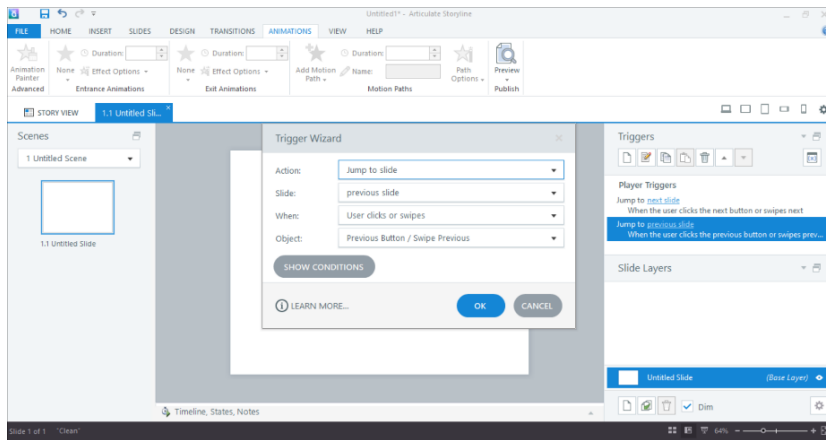 Untitled1* - Articulate Storyline
FILE HOME INSERT SLIDES DESIGN TRANSITIONS ANIMATIONS VIEW HELP
Animation Painter
Advanced
None
Duration:
Effect Options
Entrance Animations
None
Duration:
Effect Options
Exit Animations
Add Motion Path
Duration:
Name:
Path Options
Motion Paths
Preview
Publish
STORY VIEW
1.1 Untitled Sli...
Scenes
1 Untitled Scene
1.1 Untitled Slide
Trigger Wizard
Action: Jump to slide
Slide: previous slide
When: User clicks or swipes
Object: Previous Button / Swipe Previous
SHOW CONDITIONS
LEARN MORE...
OK
CANCEL
Timeline, States, Notes
Triggers
Player Triggers
Jump to next slide
When the user clicks the next button or swipes next
Jump to previous slide
When the user clicks the previous button or swipes prev...
Slide Layers
Untitled Slide (Base Layer)
Dim
Slide 1 of 1 "Clean"
64%